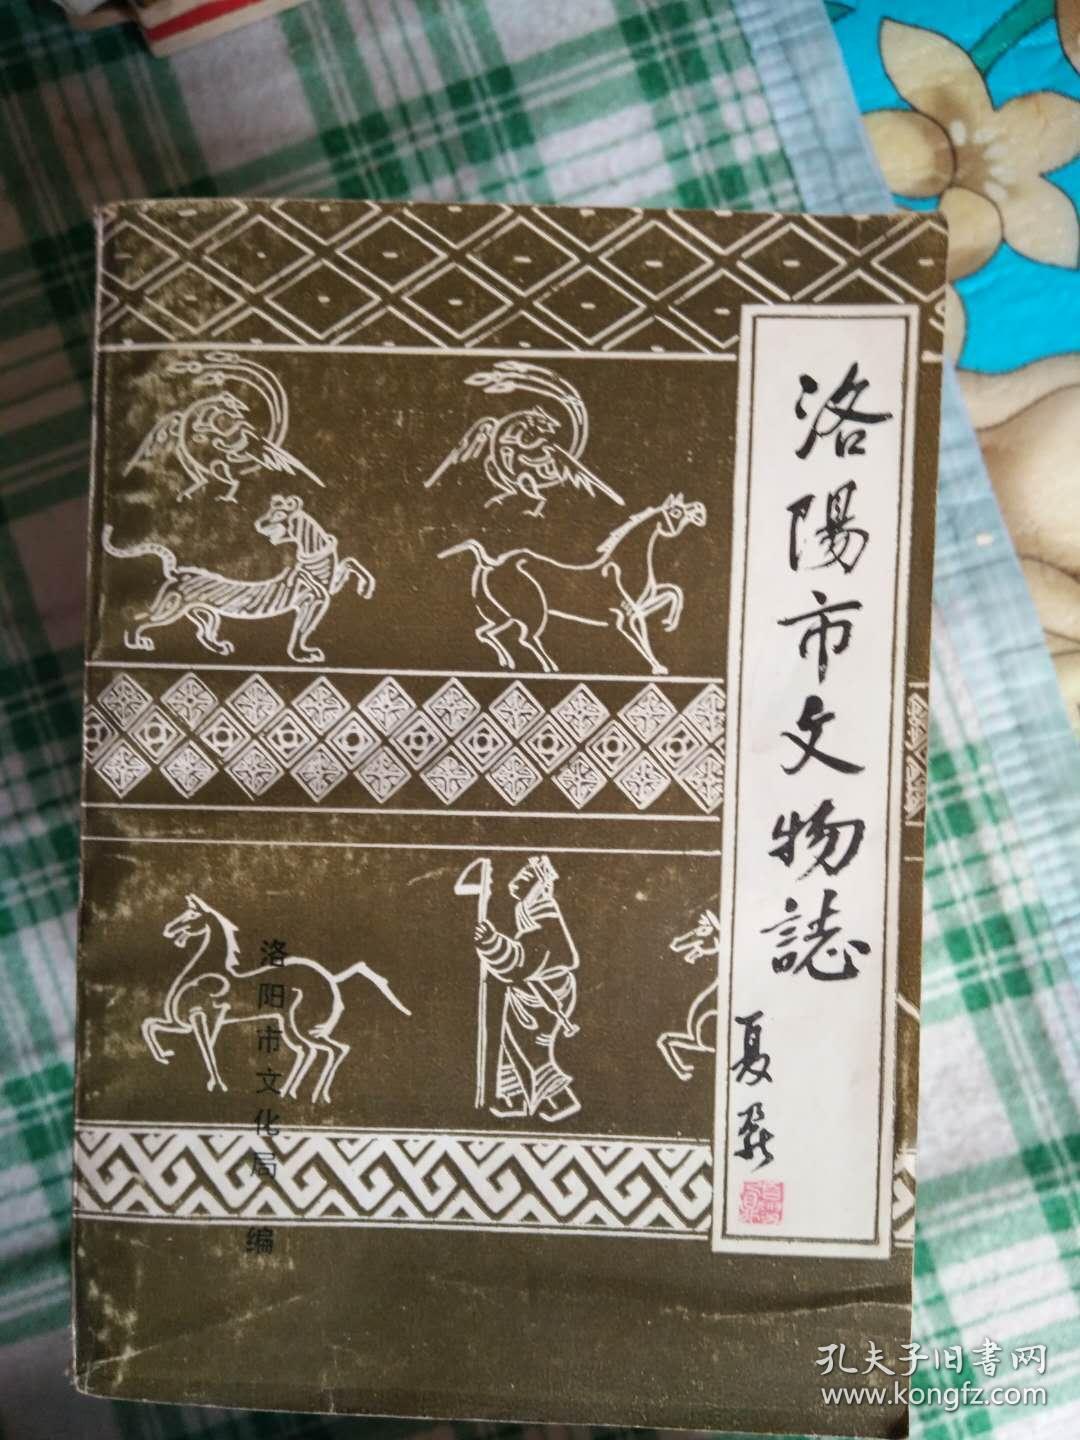 洛陽市文物誌
夏鼐
洛阳市文化局 编
孔夫子旧书网
www.kongfz.com